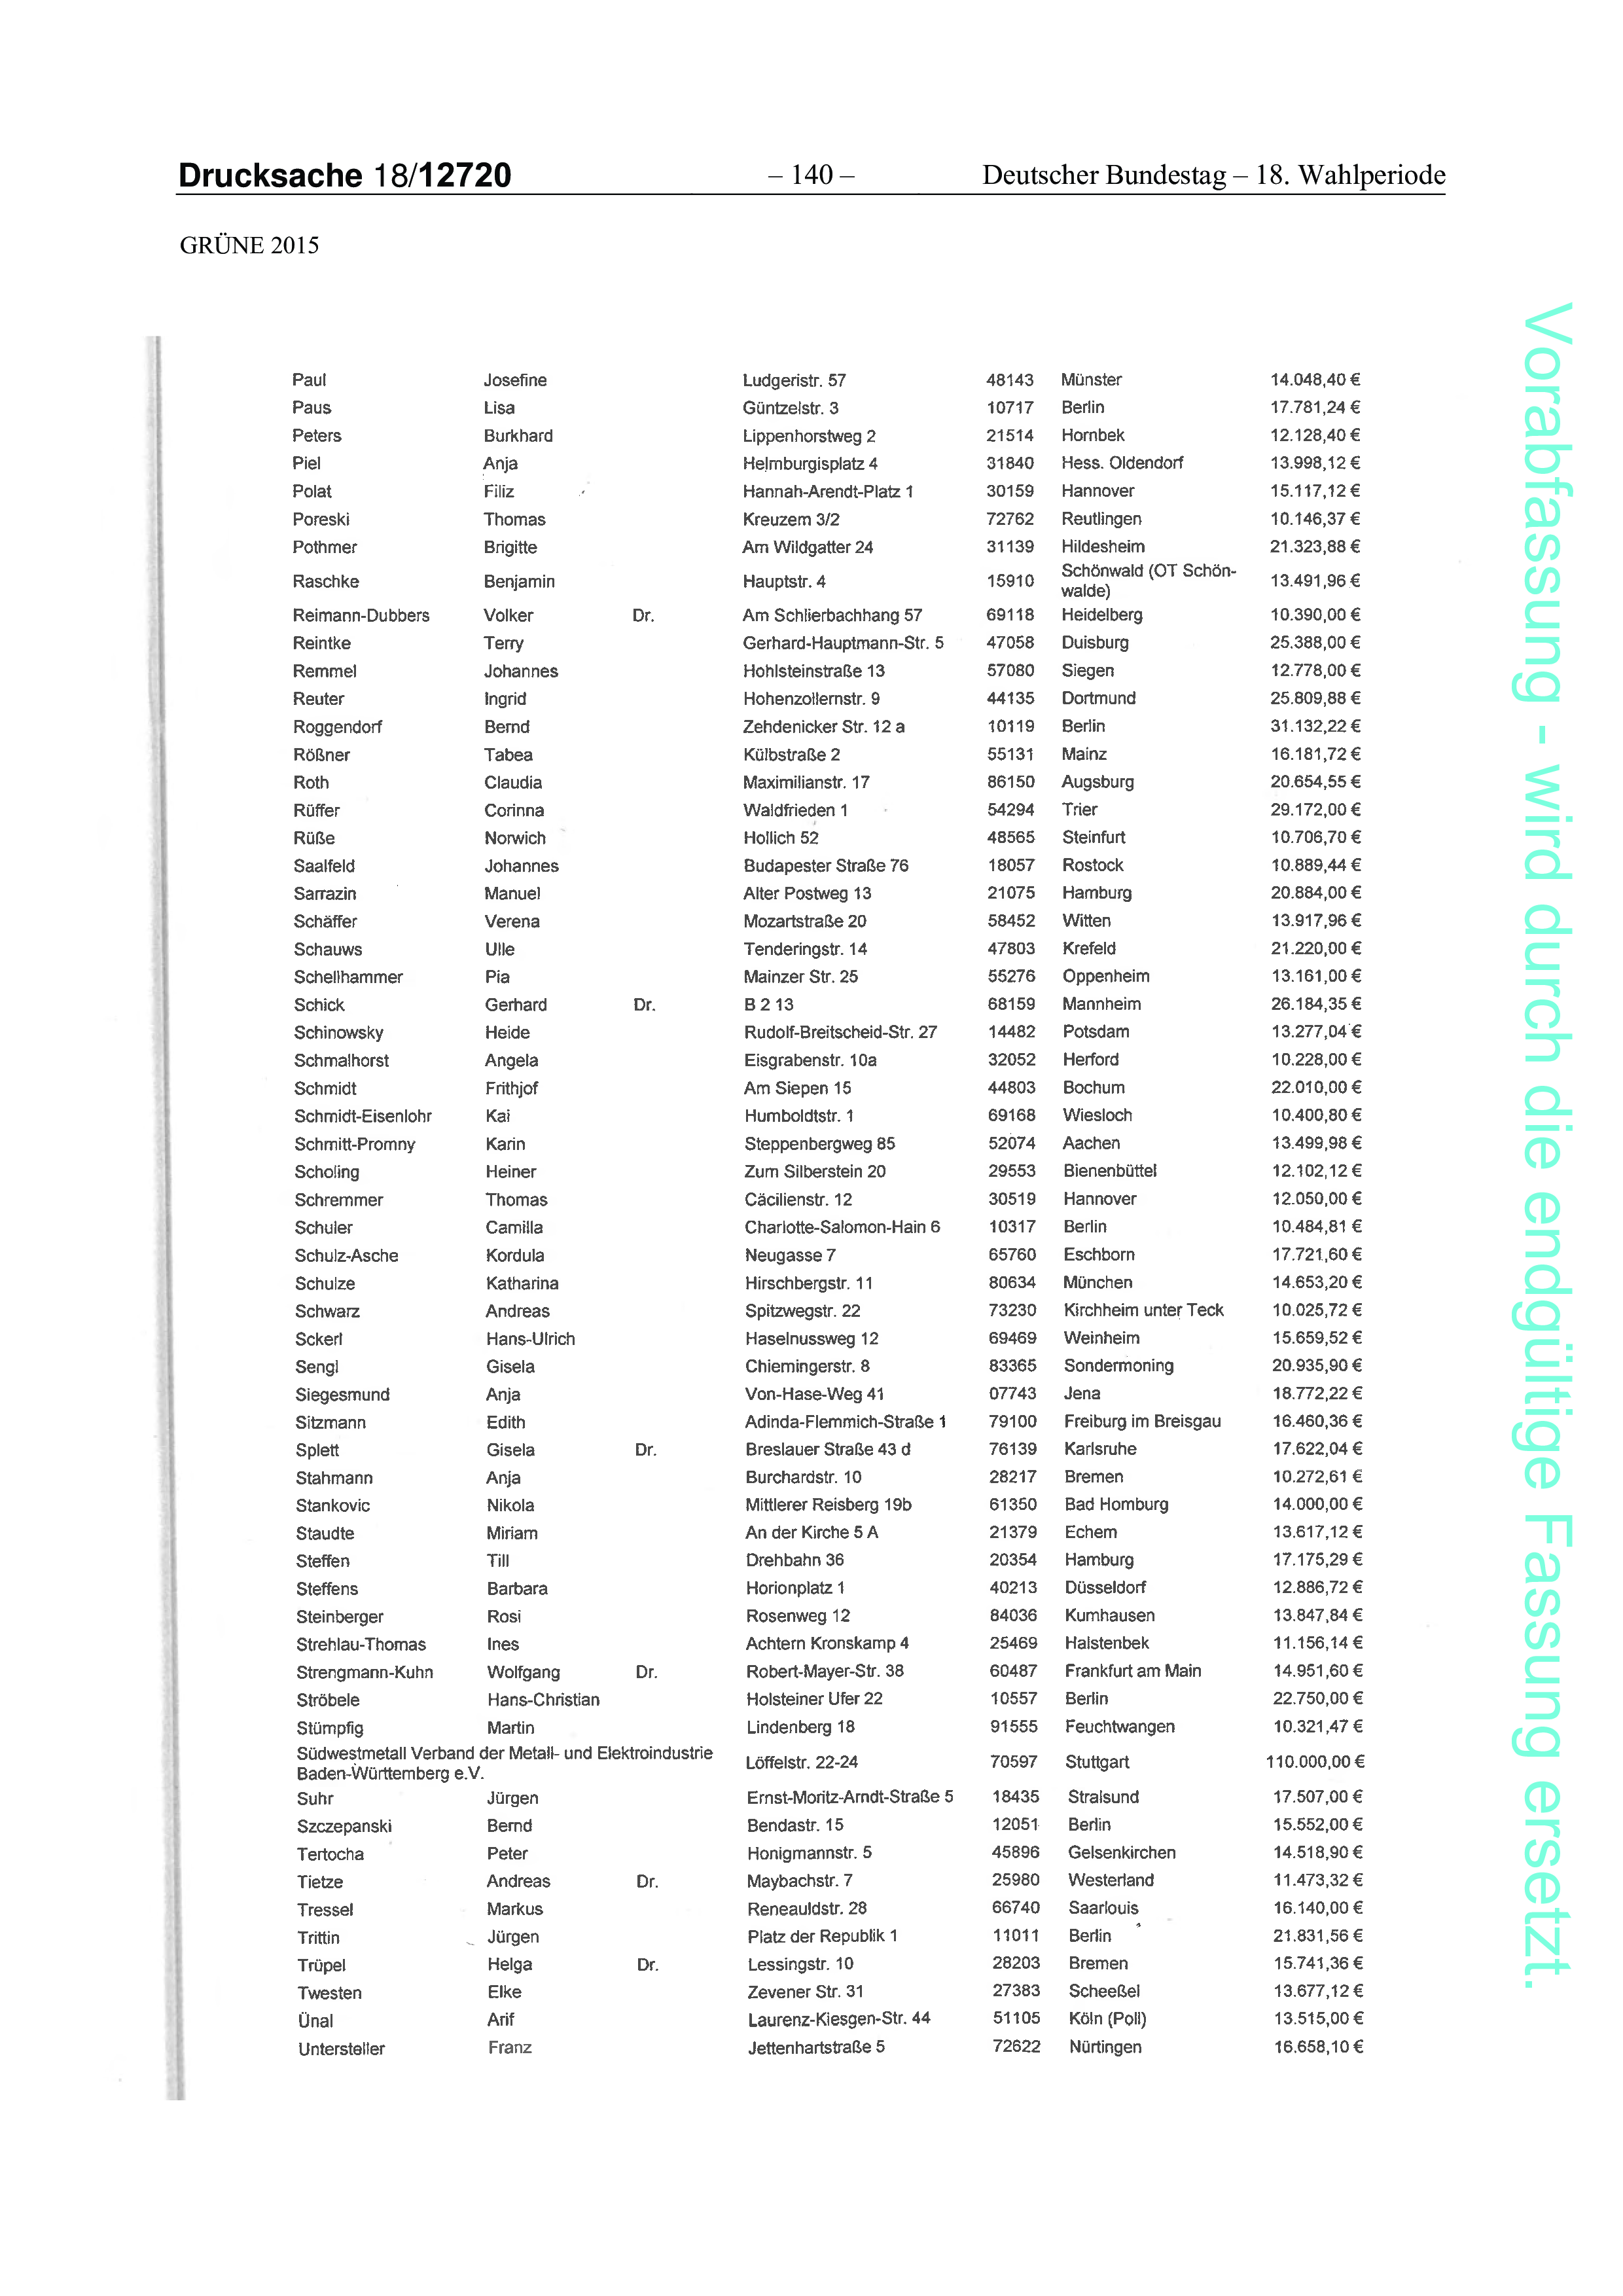 Drucksache 18/12720 – 140 – Deutscher Bundestag – 18. Wahlperiode
GRÜNE 2015
Paul Josefine Ludgeristr. 57 48143 Münster 14.048,40 €
Paus Lisa Güntzelstr. 3 10717 Berlin 17.781,24 €
Peters Burkhard Lippenhorstweg 2 21514 Hornbek 12.128,40 €
Piel Anja Helmburgisplatz 4 31840 Hess. Oldendorf 13.998,12 €
Polat Filiz Hannah-Arendt-Platz 1 30159 Hannover 15.117,12 €
Poreski Thomas Kreuzem 3/2 72762 Reutlingen 10.146,37 €
Pothmer Brigitte Am Wildgatter 24 31139 Hildesheim 21.323,88 €
Raschke Benjamin Hauptstr. 4 15910 Schönwald (OT Schön-
walde) 13.491,96 €
Reimann-Dubbers Volker Dr. Am Schlierbachhang 57 69118 Heidelberg 10.390,00 €
Reintke Terry Gerhard-Hauptmann-Str. 5 47058 Duisburg 25.388,00 €
Remmel Johannes Hohlsteinstraße 13 57080 Siegen 12.778,00 €
Reuter Ingrid Hohenzollernstr. 9 44135 Dortmund 25.809,88 €
Roggendorf Bernd Zehdenicker Str. 12 a 10119 Berlin 31.132,22 €
Rößner Tabea Külbstraße 2 55131 Mainz 16.181,72 €
Roth Claudia Maximilianstr. 17 86150 Augsburg 20.654,55 €
Rüffer Corinna Waldfrieden 1 54294 Trier 29.172,00 €
Rüße Norwich Hollich 52 48565 Steinfurt 10.706,70 €
Saalfeld Johannes Budapester Straße 76 18057 Rostock 10.889,44 €
Sarrazin Manuel Alter Postweg 13 21075 Hamburg 20.884,00 €
Schäffer Verena Mozartstraße 20 58452 Witten 13.917,96 €
Schauws Ulle Tenderingstr. 14 47803 Krefeld 21.220,00 €
Schellhammer Pia Mainzer Str. 25 55276 Oppenheim 13.161,00 €
Schick Gerhard Dr. B 2 13 68159 Mannheim 26.184,35 €
Schinowsky Heide Rudolf-Breitscheid-Str. 27 14482 Potsdam 13.277,04 €
Schmalhorst Angela Eisgrabenstr. 10a 32052 Herford 10.228,00 €
Schmidt Frithjof Am Siepen 15 44803 Bochum 22.010,00 €
Schmidt-Eisenlohr Kai Humboldtstr. 1 69168 Wiesloch 10.400,80 €
Schmitt-Promny Karin Steppenbergweg 85 52074 Aachen 13.499,98 €
Scholing Heiner Zum Silberstein 20 29553 Bienenbüttel 12.102,12 €
Schremmer Thomas Cäcilienstr. 12 30519 Hannover 12.050,00 €
Schuler Camilla Charlotte-Salomon-Hain 6 10317 Berlin 10.484,81 €
Schulz-Asche Kordula Neugasse 7 65760 Eschborn 17.721,60 €
Schulze Katharina Hirschbergstr. 11 80634 München 14.653,20 €
Schwarz Andreas Spitzwegstr. 22 73230 Kirchheim unter Teck 10.025,72 €
Sckerl Hans-Ulrich Haselnussweg 12 69469 Weinheim 15.659,52 €
Sengl Gisela Chiemingerstr. 8 83365 Sondermoning 20.935,90 €
Siegesmund Anja Von-Hase-Weg 41 07743 Jena 18.772,22 €
Sitzmann Edith Adinda-Flemmich-Straße 1 79100 Freiburg im Breisgau 16.460,36 €
Splett Gisela Dr. Breslauer Straße 43 d 76139 Karlsruhe 17.622,04 €
Stahmann Anja Burchardstr. 10 28217 Bremen 10.272,61 €
Stankovic Nikola Mittlerer Reisberg 19b 61350 Bad Homburg 14.000,00 €
Staudte Miriam An der Kirche 5 A 21379 Echem 13.617,12 €
Steffen Till Drehbahn 36 20354 Hamburg 17.175,29 €
Steffens Barbara Horionplatz 1 40213 Düsseldorf 12.886,72 €
Steinberger Rosi Rosenweg 12 84036 Kumhausen 13.847,84 €
Strehlau-Thomas Ines Achtern Kronskamp 4 25469 Halstenbek 11.156,14 €
Strengmann-Kuhn Wolfgang Dr. Robert-Mayer-Str. 38 60487 Frankfurt am Main 14.951,60 €
Ströbele Hans-Christian Holsteiner Ufer 22 10557 Berlin 22.750,00 €
Stümpfig Martin Lindenberg 18 91555 Feuchtwangen 10.321,47 €
Südwestmetall Verband der Metall- und Elektroindustrie
Baden-Württemberg e.V. Löffelstr. 22-24 70597 Stuttgart 110.000,00 €
Suhr Jürgen Ernst-Moritz-Arndt-Straße 5 18435 Stralsund 17.507,00 €
Szczepanski Bernd Bendastr. 15 12051 Berlin 15.552,00 €
Tertocha Peter Honigmannstr. 5 45896 Gelsenkirchen 14.518,90 €
Tietze Andreas Dr. Maybachstr. 7 25980 Westerland 11.473,32 €
Tressel Markus Reneauldstr. 28 66740 Saarlouis 16.140,00 €
Trittin Jürgen Platz der Republik 1 11011 Berlin 21.831,56 €
Trüpel Helga Dr. Lessingstr. 10 28203 Bremen 15.741,36 €
Twesten Elke Zevener Str. 31 27383 Scheeßel 13.677,12 €
Ünal Arif Laurenz-Kiesgen-Str. 44 51105 Köln (Poll) 13.515,00 €
Untersteller Franz Jettenhartstraße 5 72622 Nürtingen 16.658,10 €
Vorabfassung - wird durch die endgültige Fassung ersetzt.